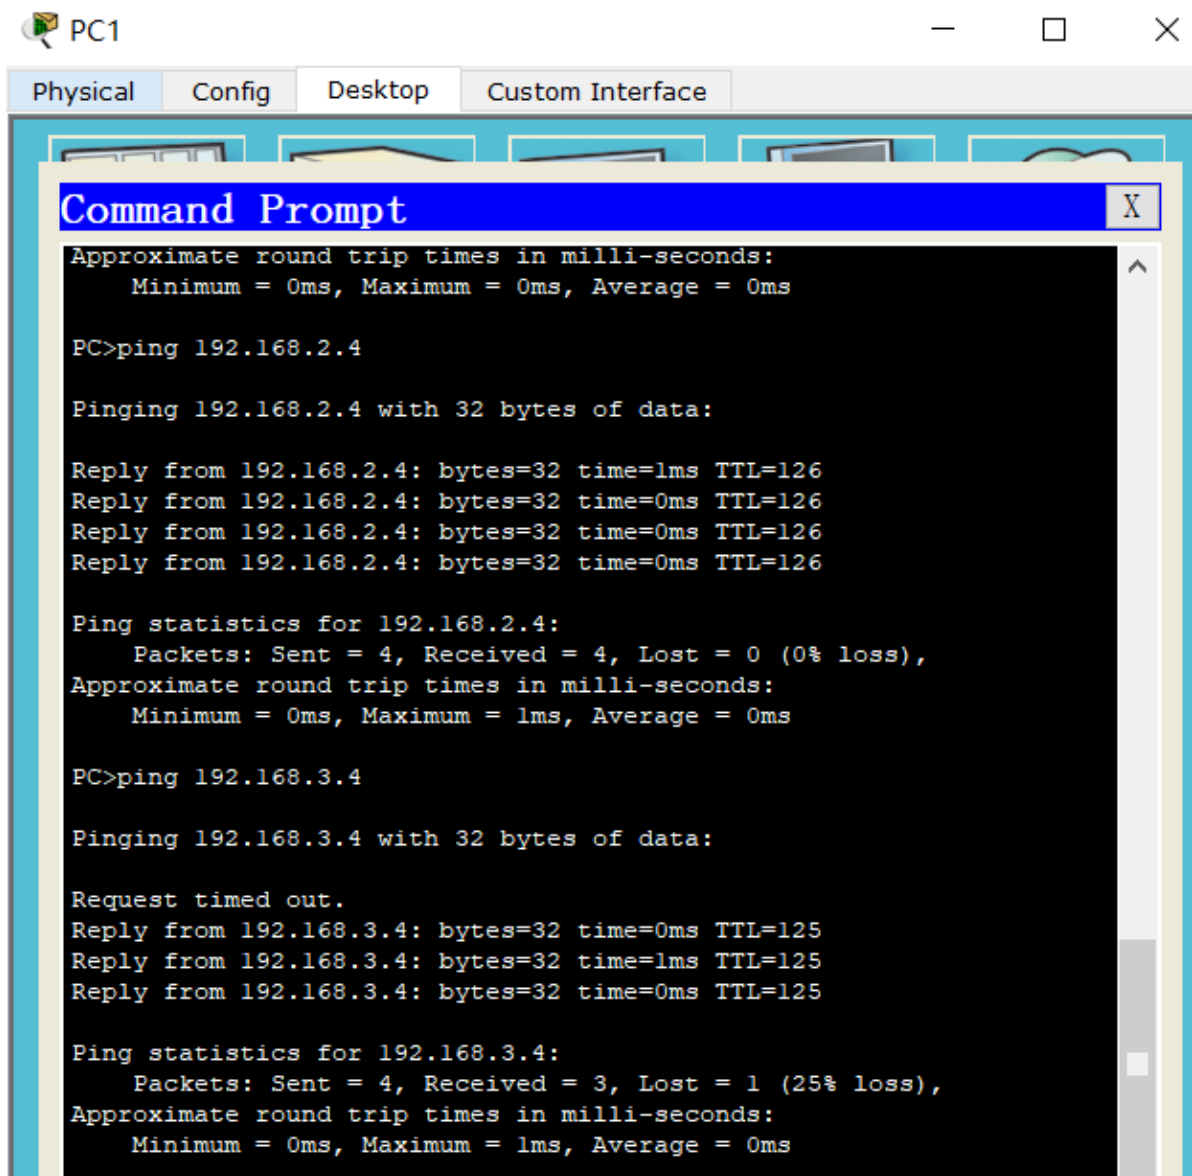 PC1
Physical Config Desktop Custom Interface
Command Prompt X
Approximate round trip times in milli-seconds:
    Minimum = 0ms, Maximum = 0ms, Average = 0ms
PC>ping 192.168.2.4
Pinging 192.168.2.4 with 32 bytes of data:
Reply from 192.168.2.4: bytes=32 time=1ms TTL=126
Reply from 192.168.2.4: bytes=32 time=0ms TTL=126
Reply from 192.168.2.4: bytes=32 time=0ms TTL=126
Reply from 192.168.2.4: bytes=32 time=0ms TTL=126
Ping statistics for 192.168.2.4:
    Packets: Sent = 4, Received = 4, Lost = 0 (0% loss),
Approximate round trip times in milli-seconds:
    Minimum = 0ms, Maximum = 1ms, Average = 0ms
PC>ping 192.168.3.4
Pinging 192.168.3.4 with 32 bytes of data:
Request timed out.
Reply from 192.168.3.4: bytes=32 time=0ms TTL=125
Reply from 192.168.3.4: bytes=32 time=1ms TTL=125
Reply from 192.168.3.4: bytes=32 time=0ms TTL=125
Ping statistics for 192.168.3.4:
    Packets: Sent = 4, Received = 3, Lost = 1 (25% loss),
Approximate round trip times in milli-seconds:
    Minimum = 0ms, Maximum = 1ms, Average = 0ms